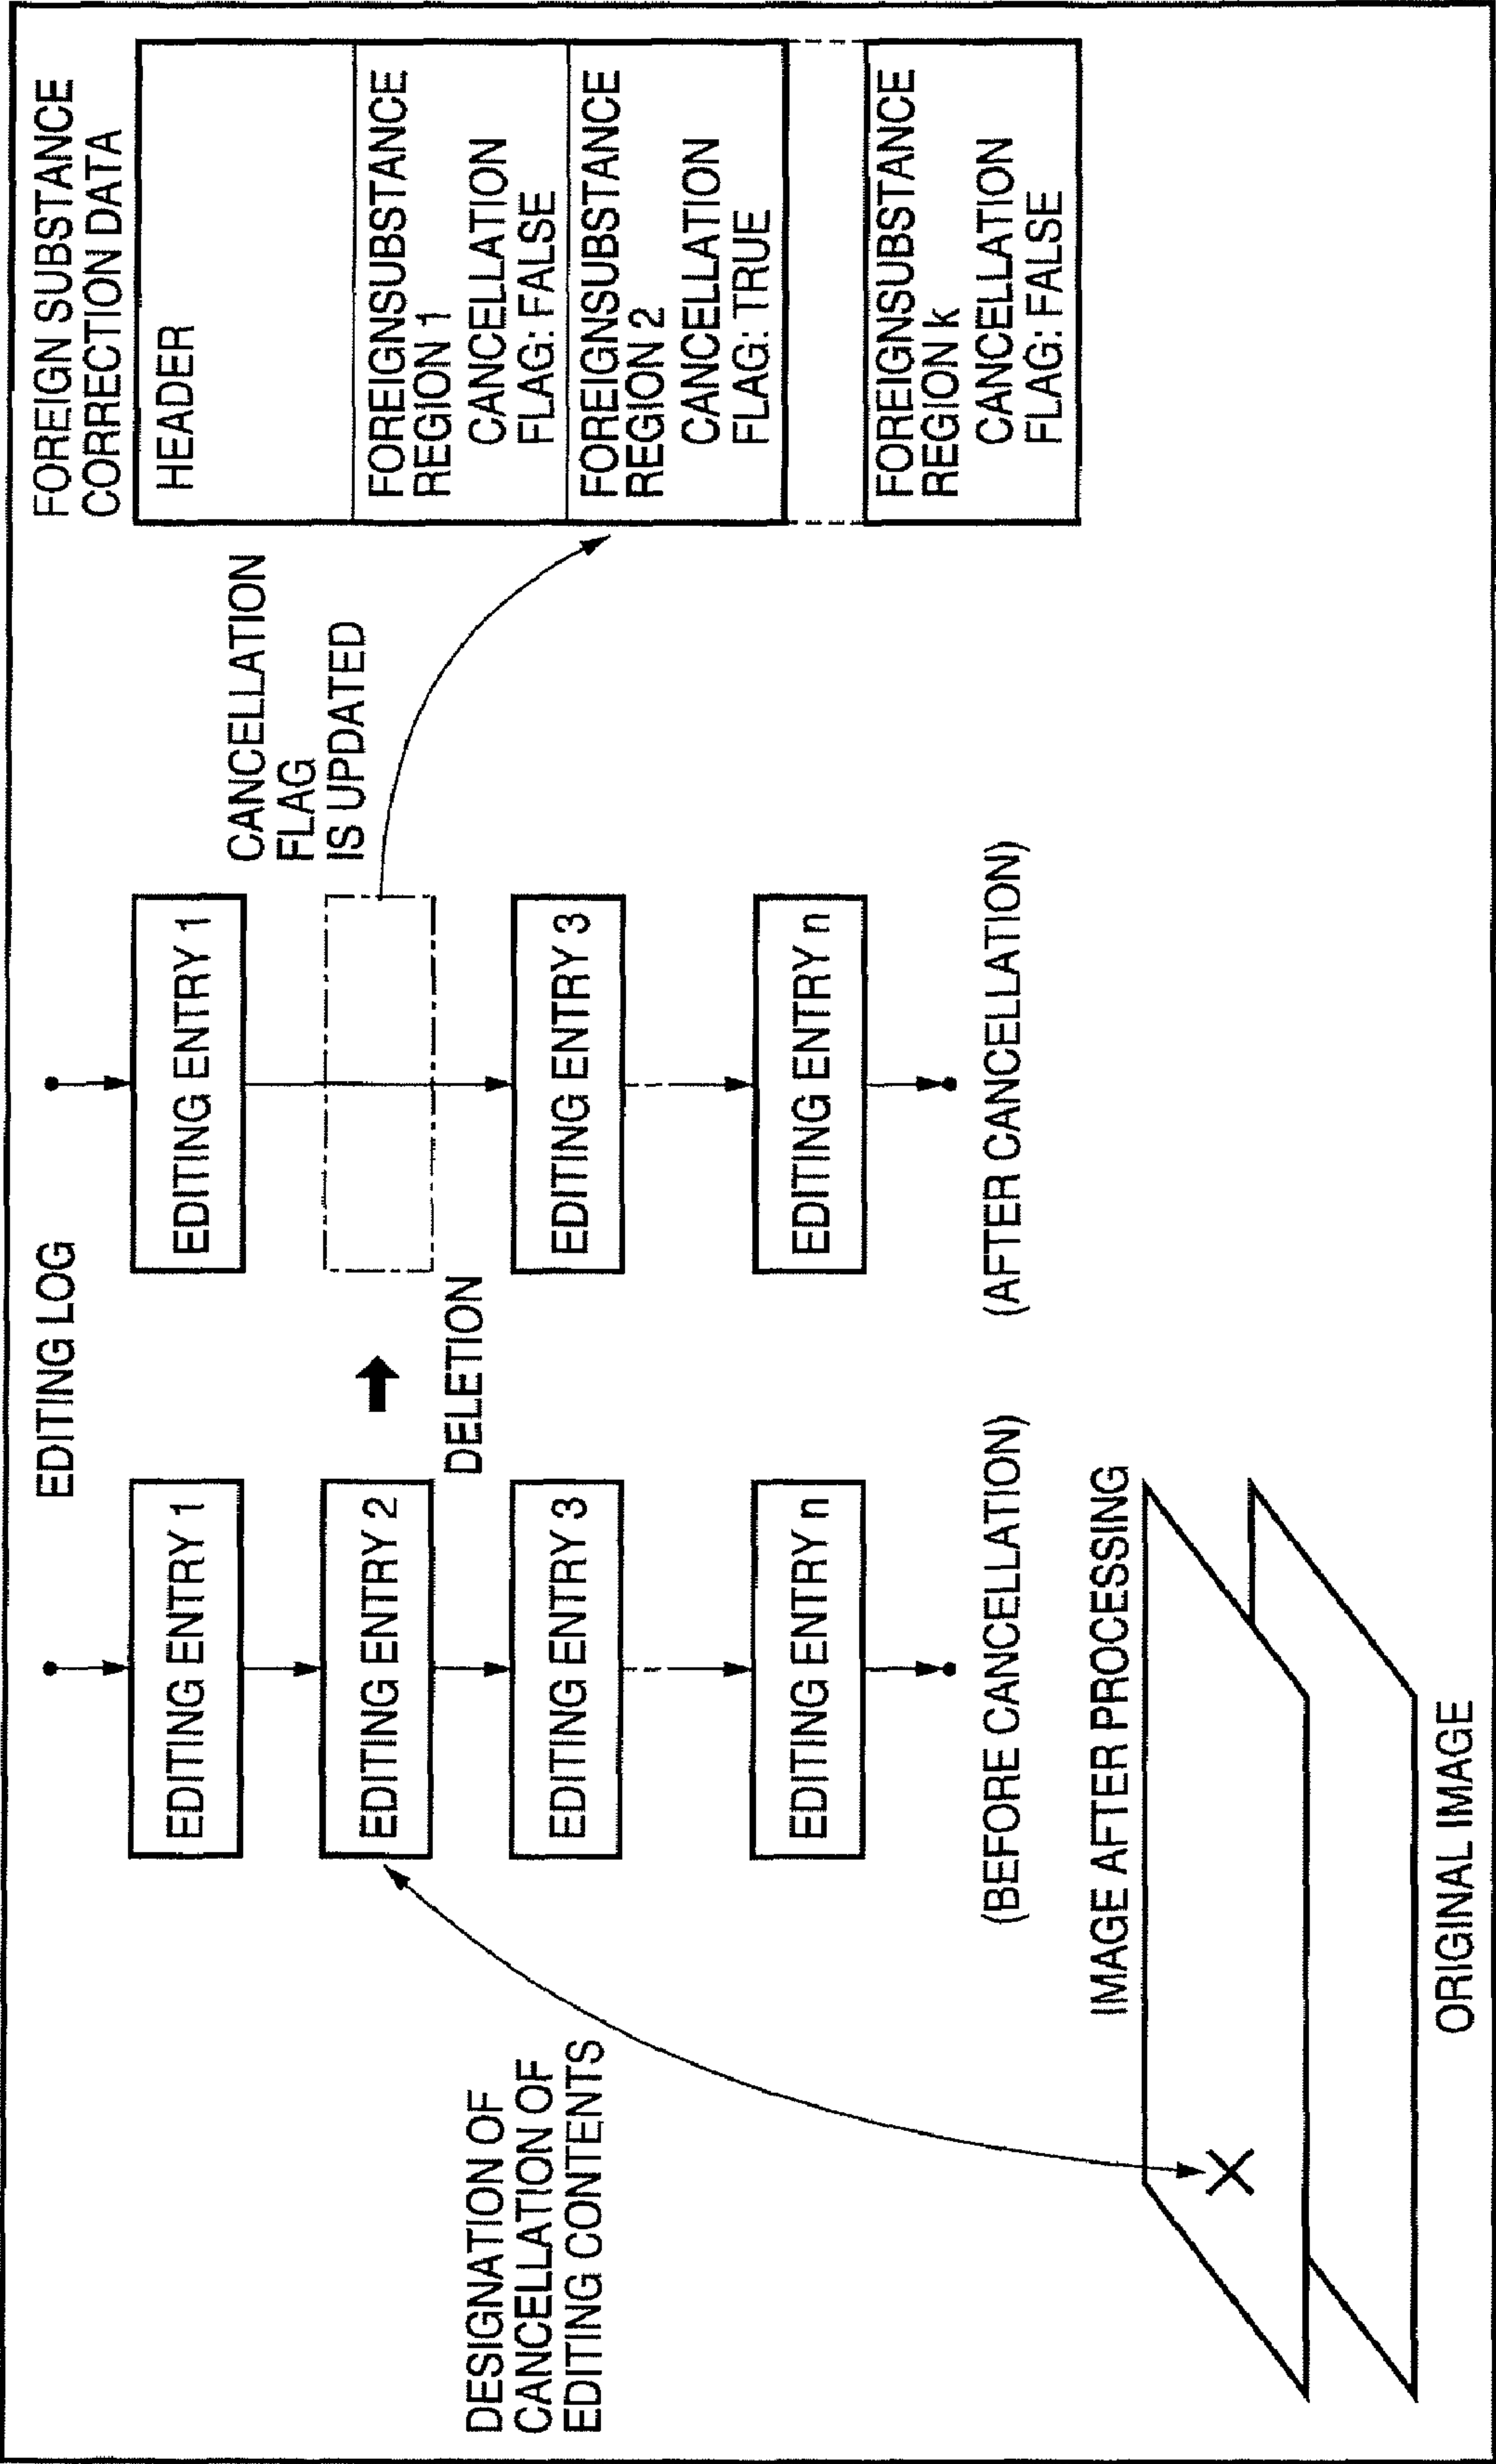 EDITING LOG
EDITING ENTRY 1
EDITING ENTRY 2
EDITING ENTRY 3
EDITING ENTRY n
(BEFORE CANCELLATION)
DELETION
EDITING ENTRY 1
EDITING ENTRY 3
EDITING ENTRY n
(AFTER CANCELLATION)
CANCELLATION
FLAG
IS UPDATED
FOREIGN SUBSTANCE
CORRECTION DATA
HEADER
FOREIGNSUBSTANCE
REGION 1
CANCELLATION
FLAG: FALSE
FOREIGNSUBSTANCE
REGION 2
CANCELLATION
FLAG: TRUE
FOREIGNSUBSTANCE
REGION k
CANCELLATION
FLAG: FALSE
DESIGNATION OF
CANCELLATION OF
EDITING CONTENTS
IMAGE AFTER PROCESSING
ORIGINAL IMAGE